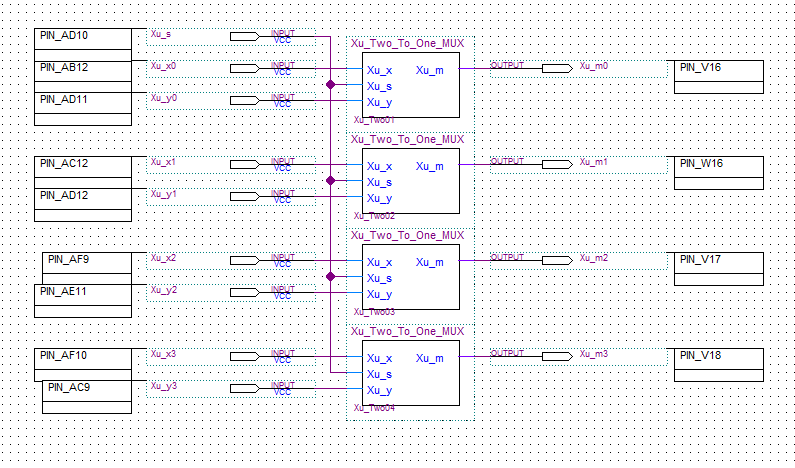 PIN_AD10 Xu_s INPUT VCC
Xu_Two_To_One_MUX
PIN_AB12 Xu_x0 INPUT VCC Xu_x Xu_m OUTPUT Xu_m0 PIN_V16
Xu_s
PIN_AD11 Xu_y0 INPUT VCC Xu_y
Xu_Two01
Xu_Two_To_One_MUX
PIN_AC12 Xu_x1 INPUT VCC Xu_x Xu_m OUTPUT Xu_m1 PIN_W16
Xu_s
PIN_AD12 Xu_y1 INPUT VCC Xu_y
Xu_Two02
Xu_Two_To_One_MUX
PIN_AF9 Xu_x2 INPUT VCC Xu_x Xu_m OUTPUT Xu_m2 PIN_V17
Xu_s
PIN_AE11 Xu_y2 INPUT VCC Xu_y
Xu_Two03
Xu_Two_To_One_MUX
PIN_AF10 Xu_x3 INPUT VCC Xu_x Xu_m OUTPUT Xu_m3 PIN_V18
Xu_s
PIN_AC9 Xu_y3 INPUT VCC Xu_y
Xu_Two04